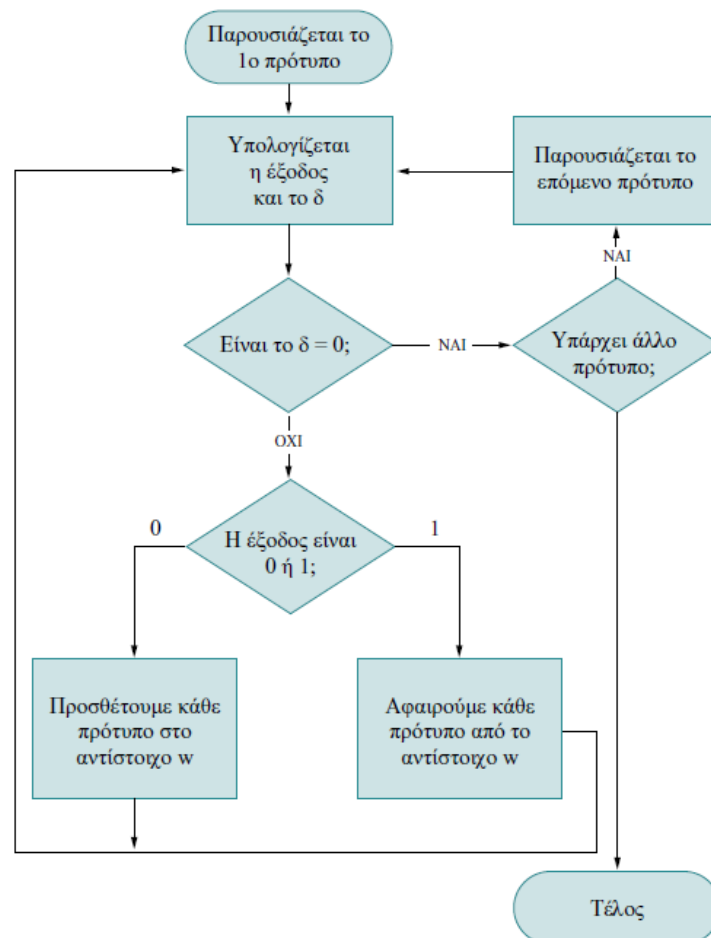 Παρουσιάζεται το
1ο πρότυπο
Υπολογίζεται
η έξοδος
και το δ
Παρουσιάζεται το
επόμενο πρότυπο
ΝΑΙ
Είναι το δ = 0;
ΝΑΙ
Υπάρχει άλλο
πρότυπο;
ΟΧΙ
0
Η έξοδος είναι
0 ή 1;
1
Προσθέτουμε κάθε
πρότυπο στο
αντίστοιχο w
Αφαιρούμε κάθε
πρότυπο από το
αντίστοιχο w
Τέλος